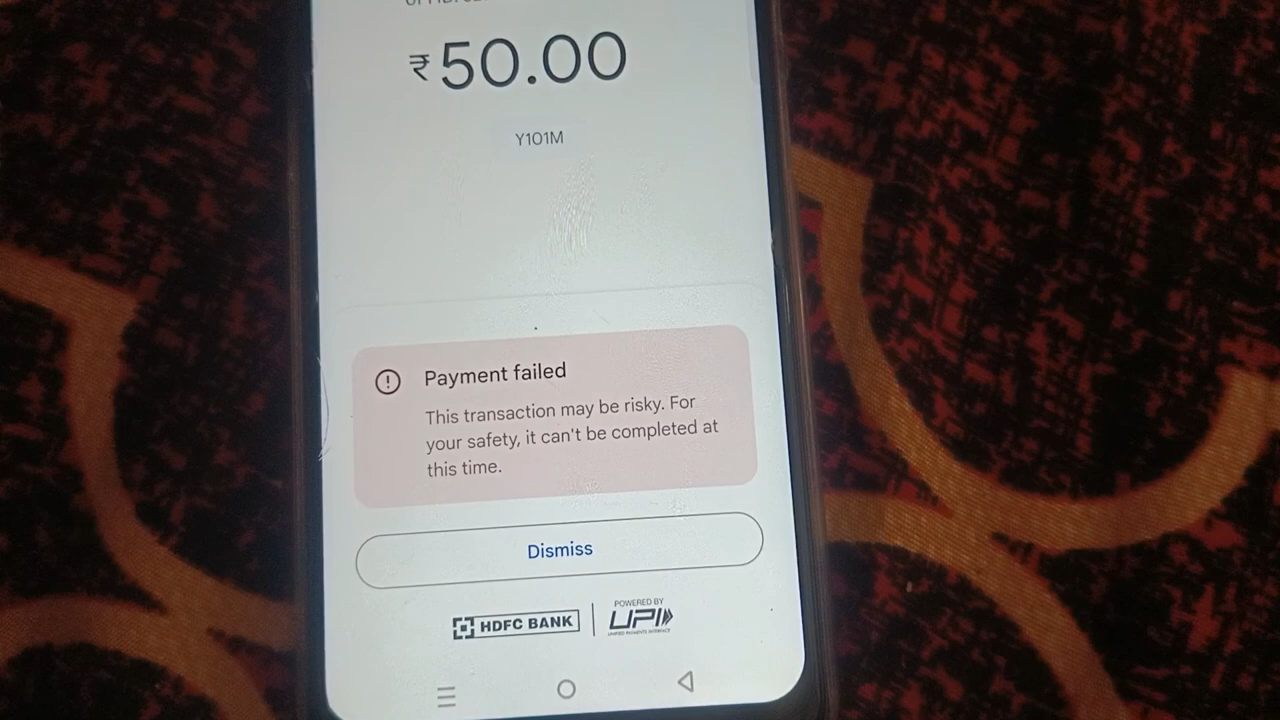 ₹50.00
Y101M
Payment failed
This transaction may be risky. For
your safety, it can't be completed at
this time.
Dismiss
HDFC BANK
POWERED BY
UPI
UNIFIED PAYMENTS INTERFACE